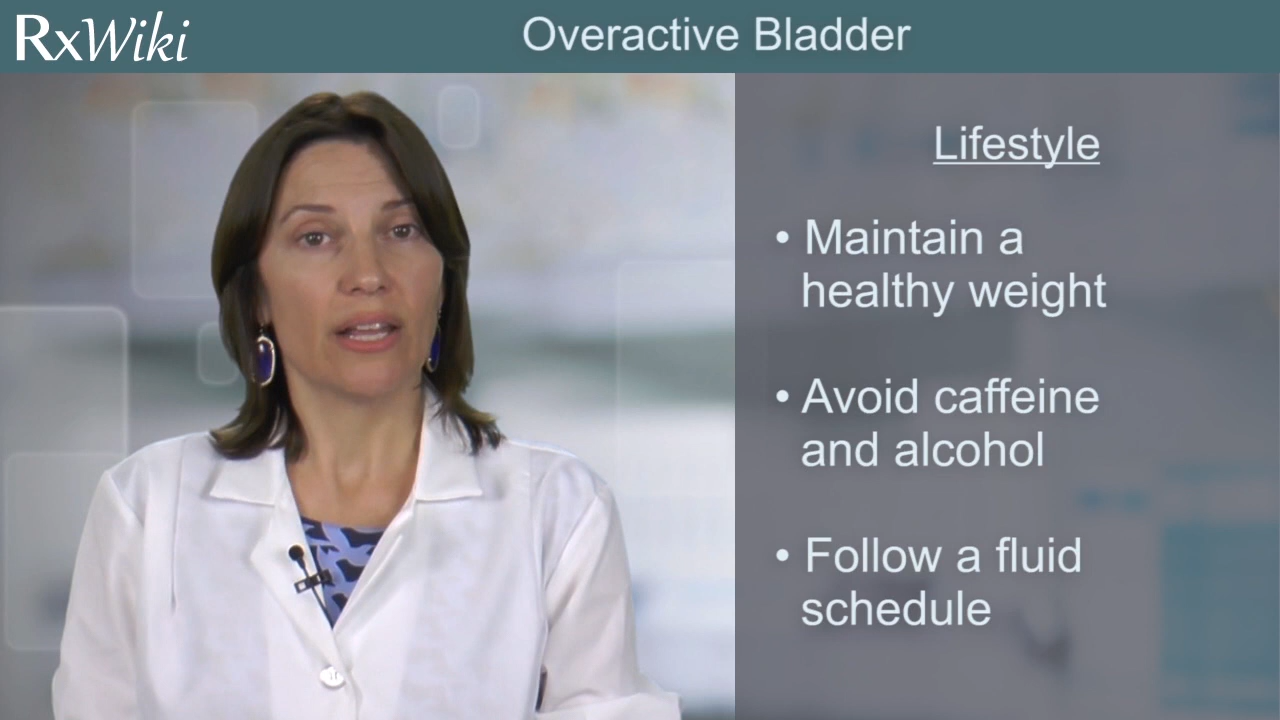 RxWiki
Overactive Bladder
Lifestyle
• Maintain a
healthy weight
• Avoid caffeine
and alcohol
• Follow a fluid
schedule